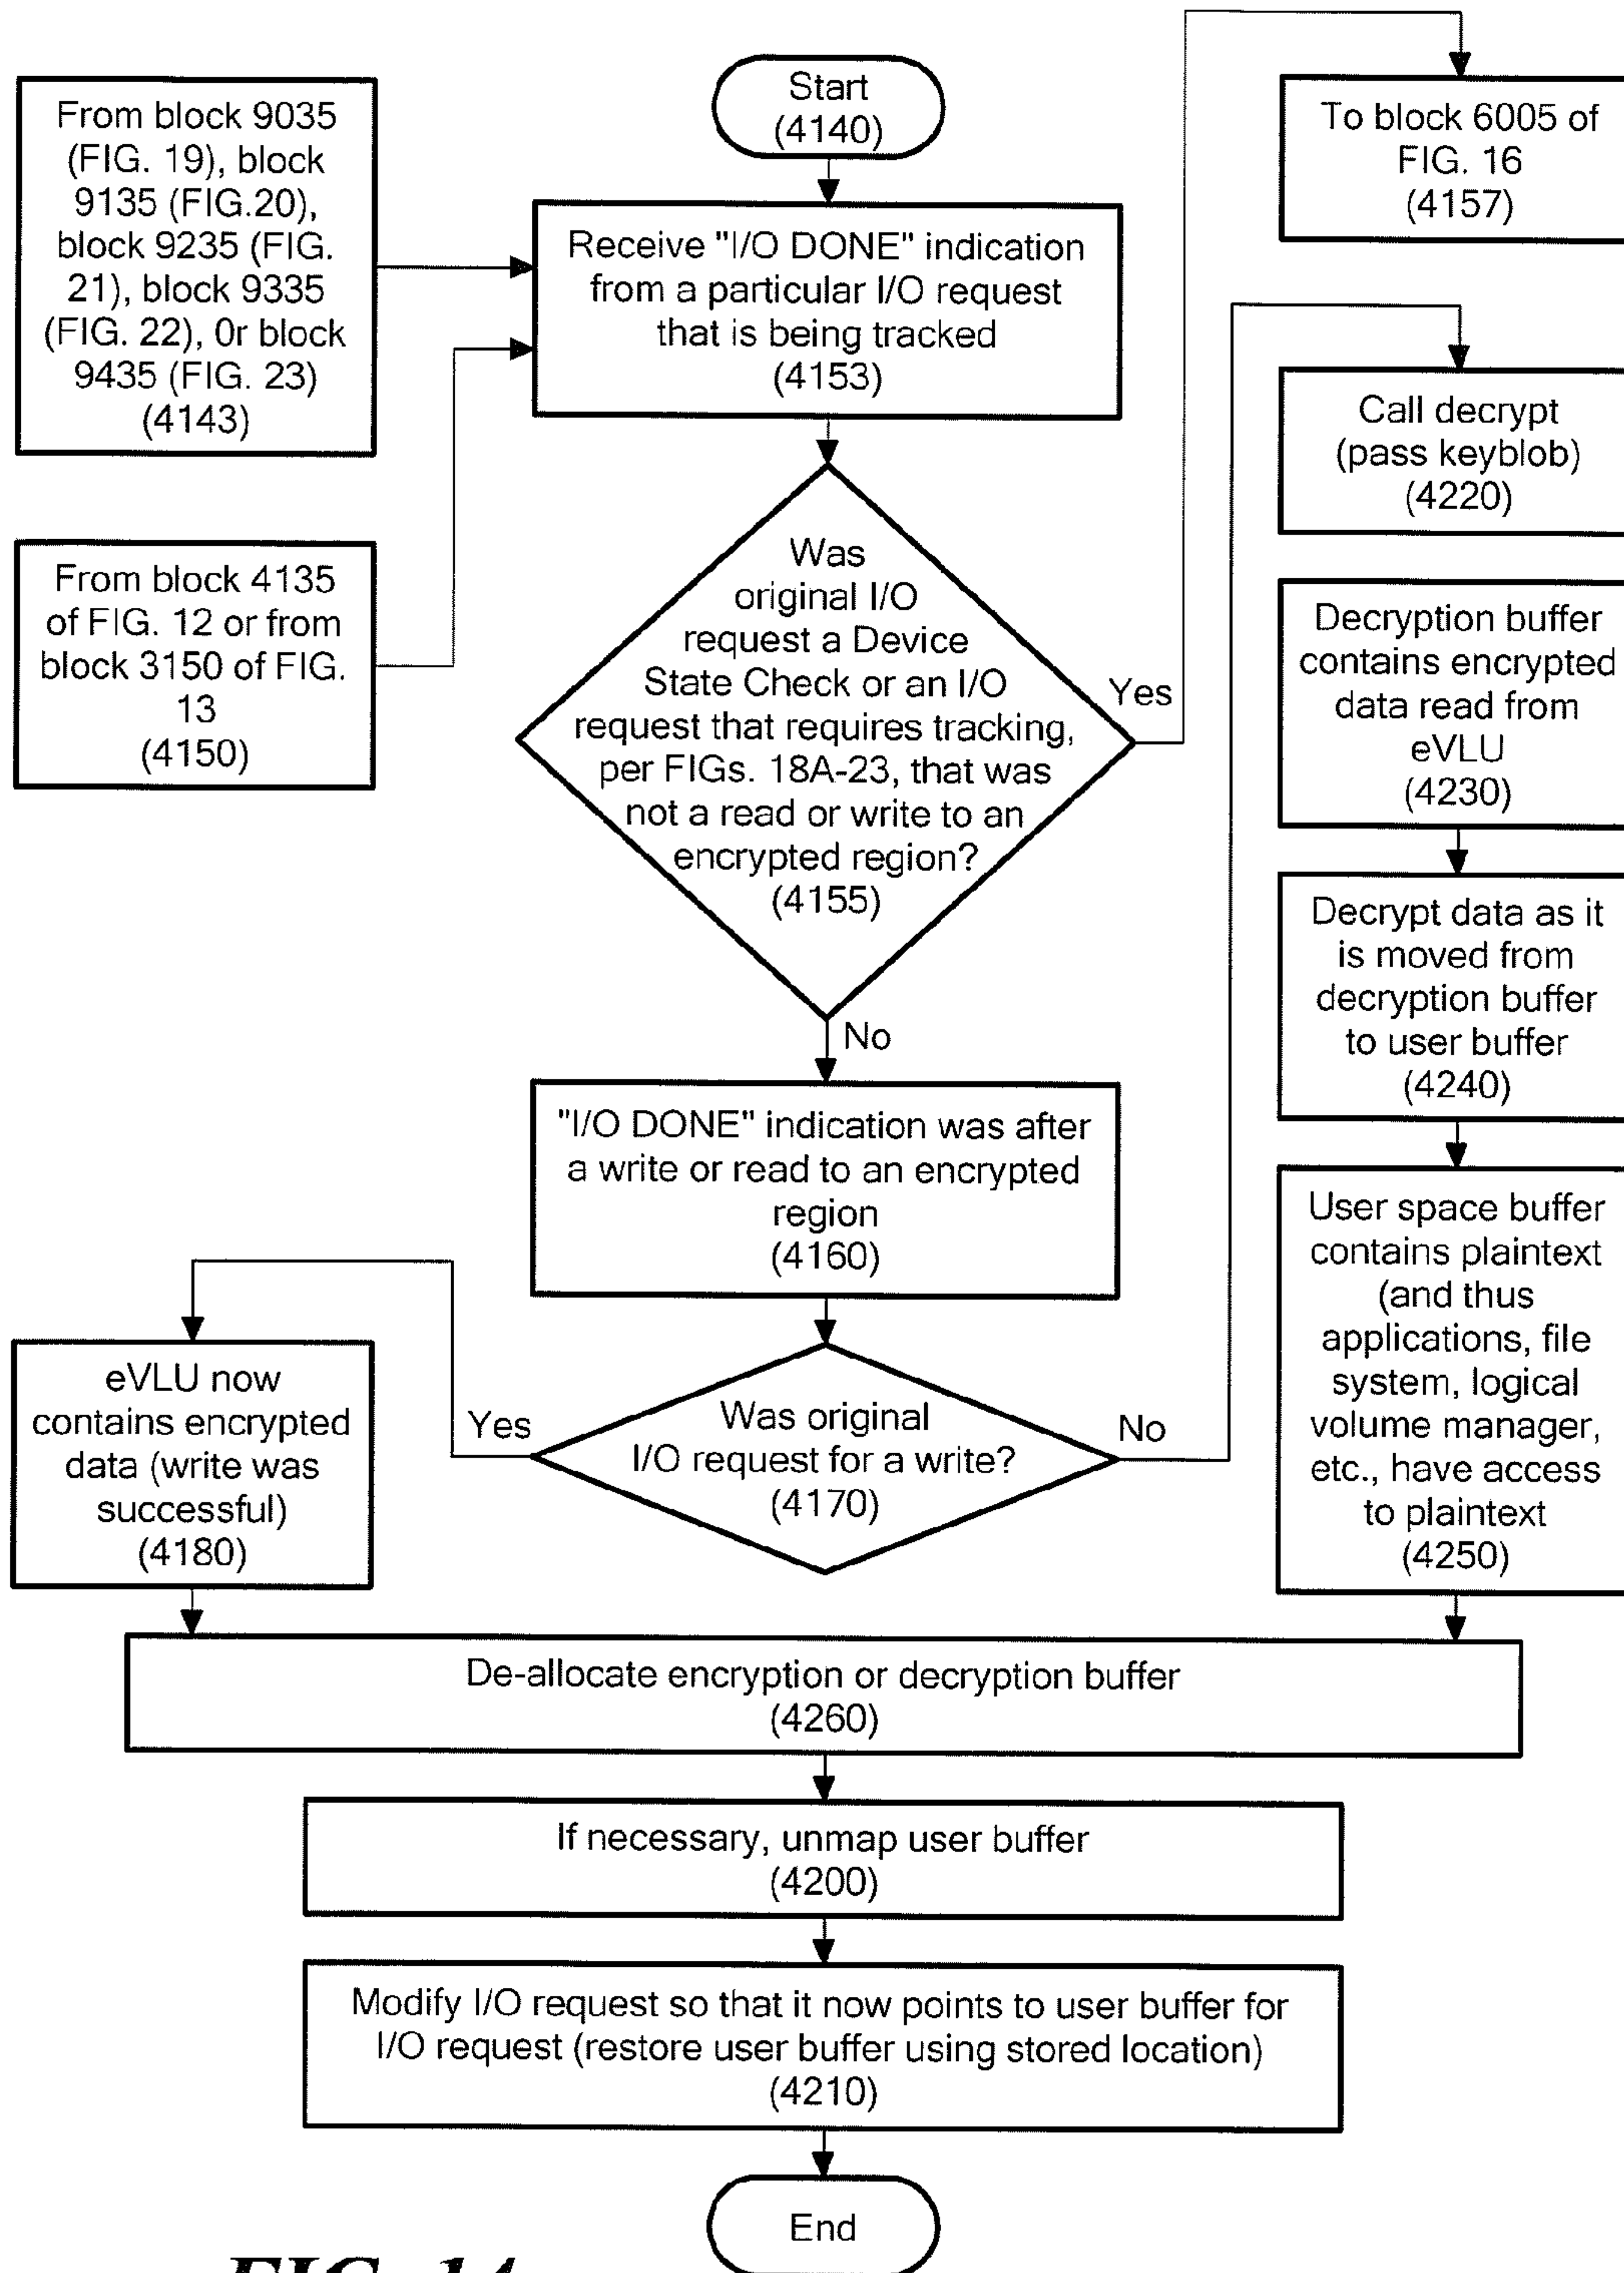 Start
(4140)
From block 9035
(FIG. 19), block
9135 (FIG.20),
block 9235 (FIG.
21), block 9335
(FIG. 22), 0r block
9435 (FIG. 23)
(4143)
To block 6005 of
FIG. 16
(4157)
Receive "I/O DONE" indication
from a particular I/O request
that is being tracked
(4153)
From block 4135
of FIG. 12 or from
block 3150 of FIG.
13
(4150)
Was
original I/O
request a Device
State Check or an I/O
request that requires tracking,
per FIGs. 18A-23, that was
not a read or write to an
encrypted region?
(4155)
Yes
No
Call decrypt
(pass keyblob)
(4220)
Decryption buffer
contains encrypted
data read from
eVLU
(4230)
Decrypt data as it
is moved from
decryption buffer
to user buffer
(4240)
User space buffer
contains plaintext
(and thus
applications, file
system, logical
volume manager,
etc., have access
to plaintext
(4250)
"I/O DONE" indication was after
a write or read to an encrypted
region
(4160)
Was original
I/O request for a write?
(4170)
Yes
No
eVLU now
contains encrypted
data (write was
successful)
(4180)
De-allocate encryption or decryption buffer
(4260)
If necessary, unmap user buffer
(4200)
Modify I/O request so that it now points to user buffer for
I/O request (restore user buffer using stored location)
(4210)
End
FIG. 14